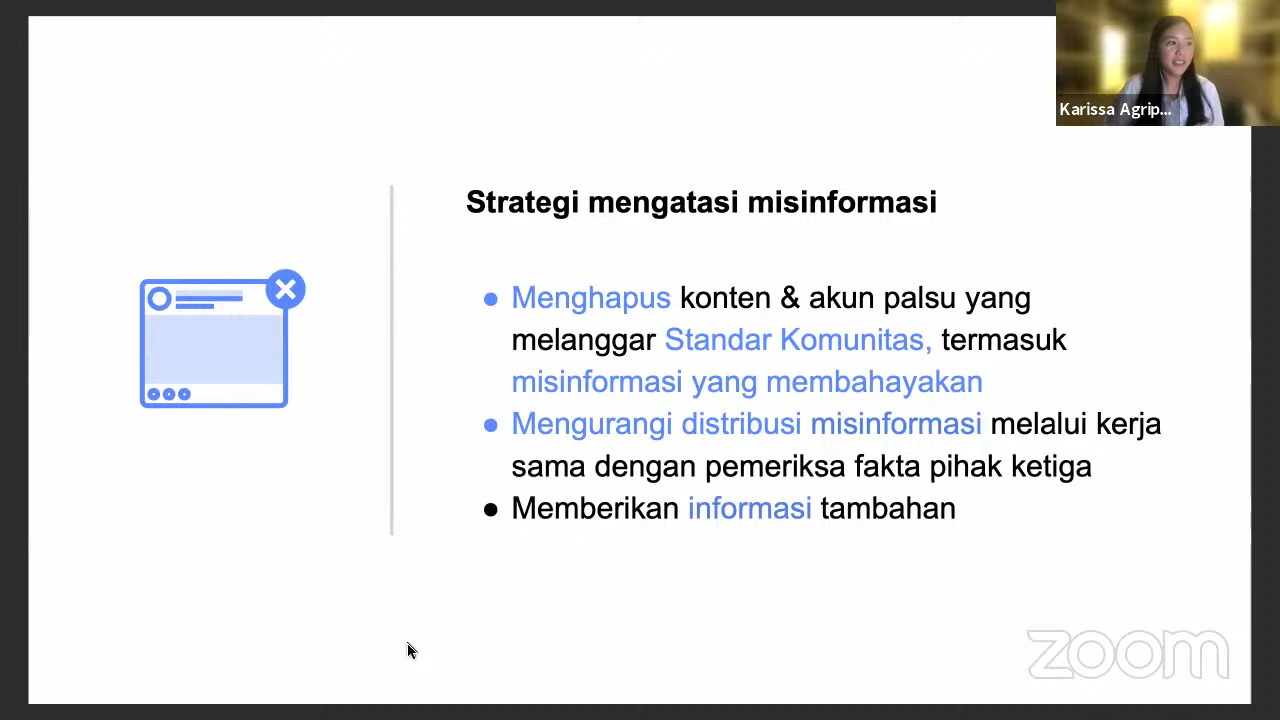 Karissa Agrip...
Strategi mengatasi misinformasi
● Menghapus konten & akun palsu yang
melanggar Standar Komunitas, termasuk
misinformasi yang membahayakan
● Mengurangi distribusi misinformasi melalui kerja
sama dengan pemeriksa fakta pihak ketiga
● Memberikan informasi tambahan
zoom